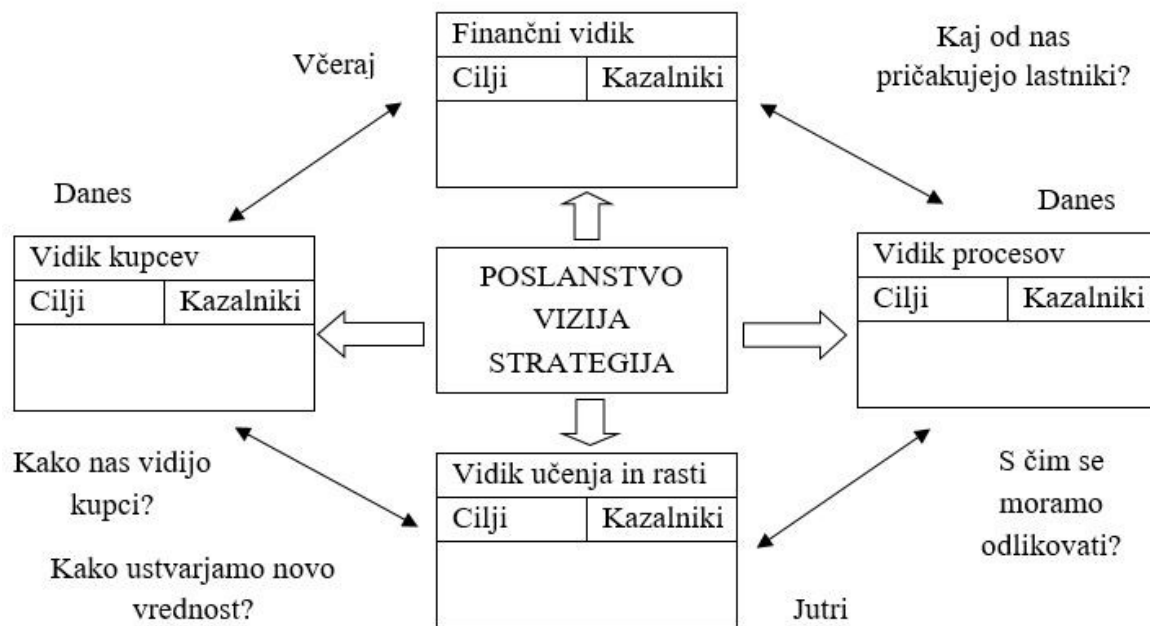 Finančni vidik
Cilji
Kazalniki
Včeraj
Kaj od nas
pričakujejo lastniki?
Danes
Vidik kupcev
Cilji
Kazalniki
POSLANSTVO
VIZIJA
STRATEGIJA
Danes
Vidik procesov
Cilji
Kazalniki
Kako nas vidijo
kupci?
Vidik učenja in rasti
Cilji
Kazalniki
S čim se
moramo
odlikovati?
Kako ustvarjamo novo
vrednost?
Jutri